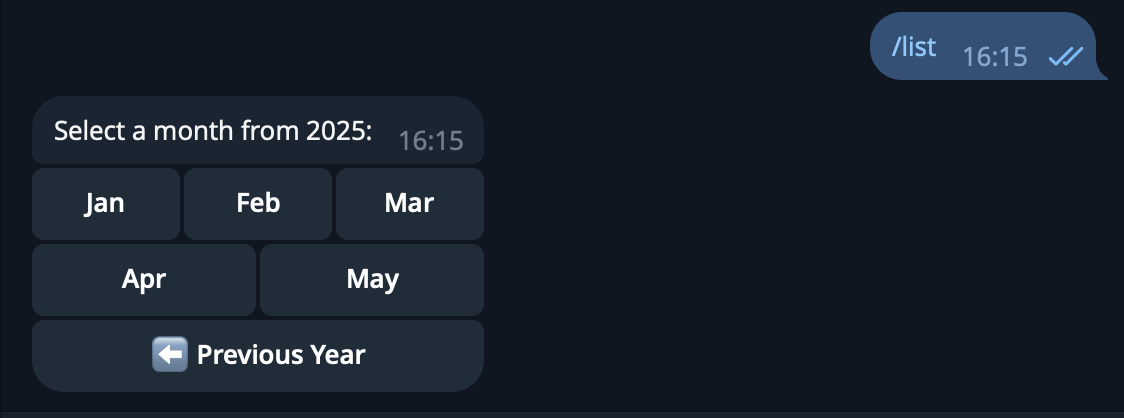 /list 16:15
Select a month from 2025: 16:15
Jan Feb Mar
Apr May
⬅️ Previous Year